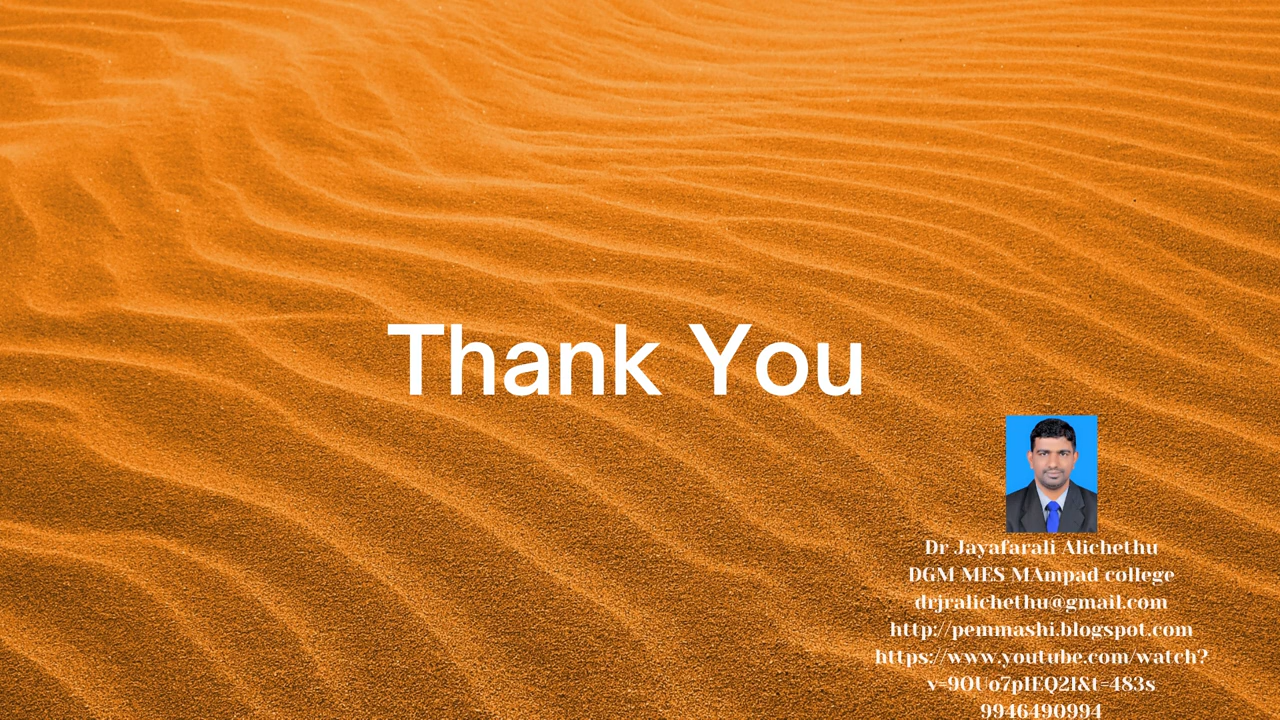 Thank You
Dr Jayafarali Alichethu
DGM MES MAmpad college
drjralichethu@gmail.com
http://pemmashi.blogspot.com
https://www.youtube.com/watch?
v=9OUo7plEQ2I&t=483s
9946490994